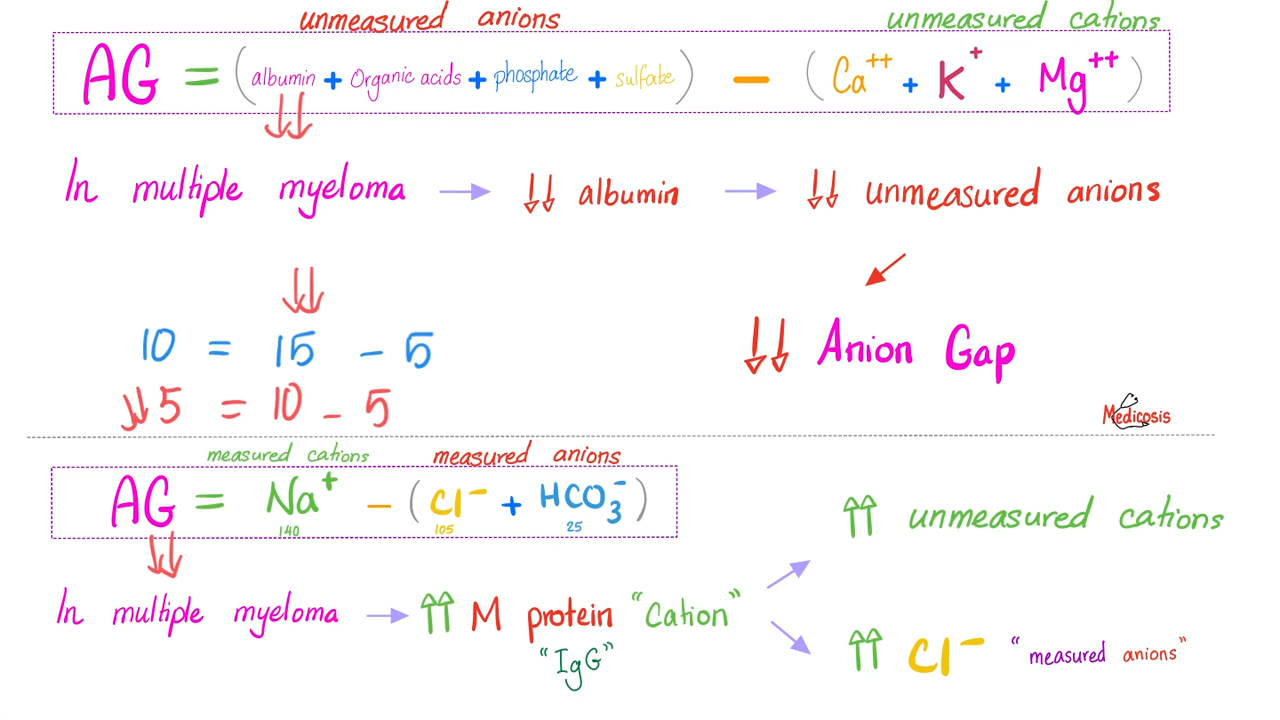 unmeasured anions unmeasured cations
AG = (albumin + Organic acids + phosphate + sulfate) - (Ca++ + K+ + Mg++)
In multiple myeloma → ↓↓ albumin → ↓↓ unmeasured anions
10 = 15 - 5
↓↓ Anion Gap
↓↓5 = 10 - 5
Medicosis
measured cations measured anions
AG = Na+ - (Cl- + HCO3-)
140 105 25
↑↑ unmeasured cations
In multiple myeloma → ↑↑ M protein "Cation"
"IgG"
↑↑ Cl- "measured anions"